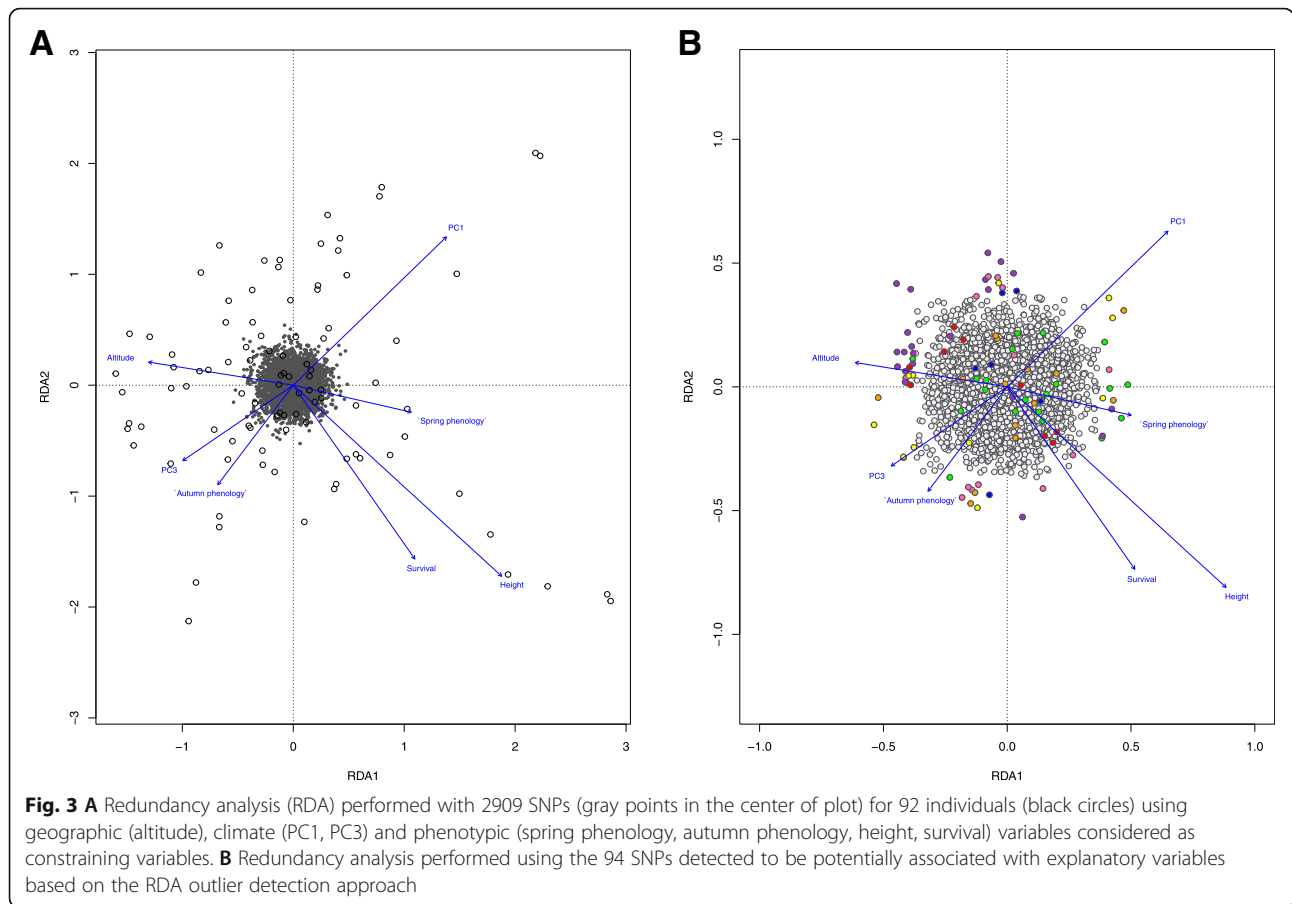 A
B
3
2
1
0
−1
−2
−3
RDA2
−1
0
1
2
3
RDA1
PC1
Altitude
`Spring phenology`
PC3
`Autumn phenology`
Survival
Height
1.0
0.5
0.0
−0.5
−1.0
RDA2
−1.0
−0.5
0.0
0.5
1.0
RDA1
PC1
Altitude
`Spring phenology`
PC3
`Autumn phenology`
Survival
Height
Fig. 3 A Redundancy analysis (RDA) performed with 2909 SNPs (gray points in the center of plot) for 92 individuals (black circles) using
geographic (altitude), climate (PC1, PC3) and phenotypic (spring phenology, autumn phenology, height, survival) variables considered as
constraining variables. B Redundancy analysis performed using the 94 SNPs detected to be potentially associated with explanatory variables
based on the RDA outlier detection approach